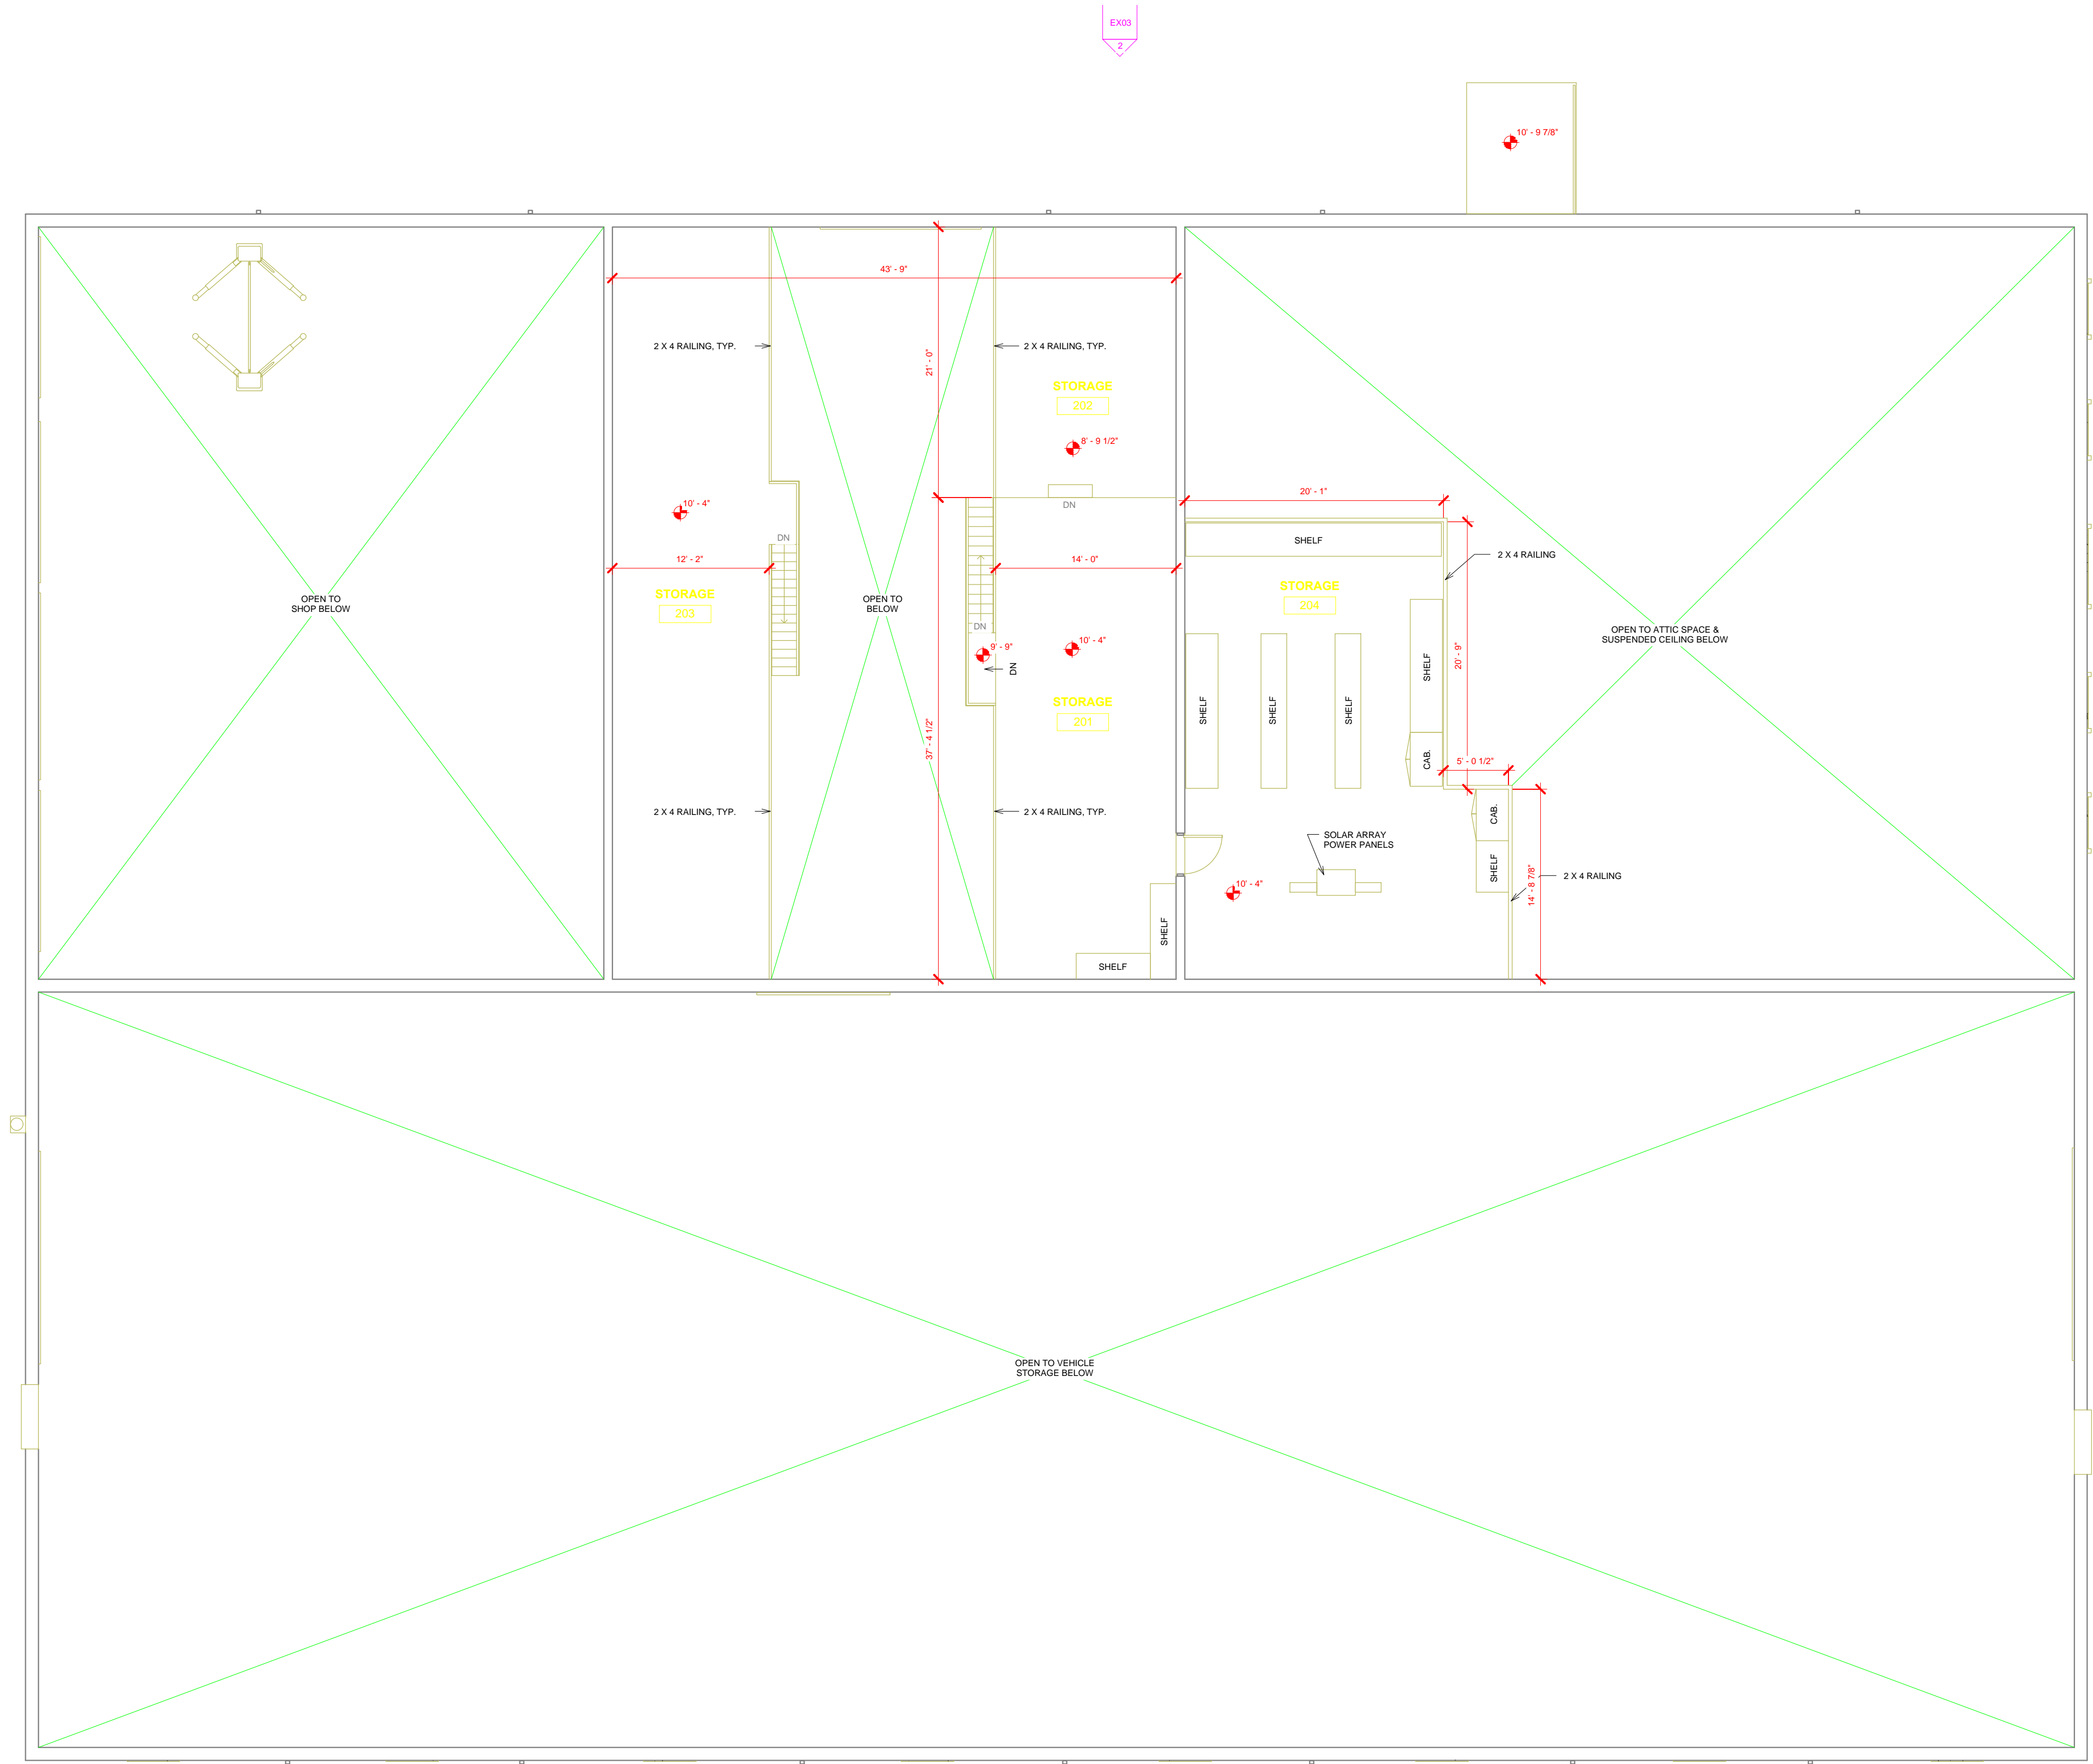 EX03
2
10' - 9 7/8"
43' - 9"
2 X 4 RAILING, TYP.
2 X 4 RAILING, TYP.
21' - 0"
STORAGE
202
8' - 9 1/2"
10' - 4"
DN
DN
20' - 1"
SHELF
2 X 4 RAILING
12' - 2"
14' - 0"
STORAGE
203
OPEN TO
SHOP BELOW
OPEN TO
BELOW
STORAGE
204
DN
9' - 9"
DN
10' - 4"
OPEN TO ATTIC SPACE &
SUSPENDED CEILING BELOW
20' - 9"
SHELF
STORAGE
201
SHELF
SHELF
SHELF
37' - 4 1/2"
CAB.
5' - 0 1/2"
2 X 4 RAILING, TYP.
2 X 4 RAILING, TYP.
CAB.
SOLAR ARRAY
POWER PANELS
SHELF
2 X 4 RAILING
14' - 8 7/8"
10' - 4"
SHELF
SHELF
OPEN TO VEHICLE
STORAGE BELOW